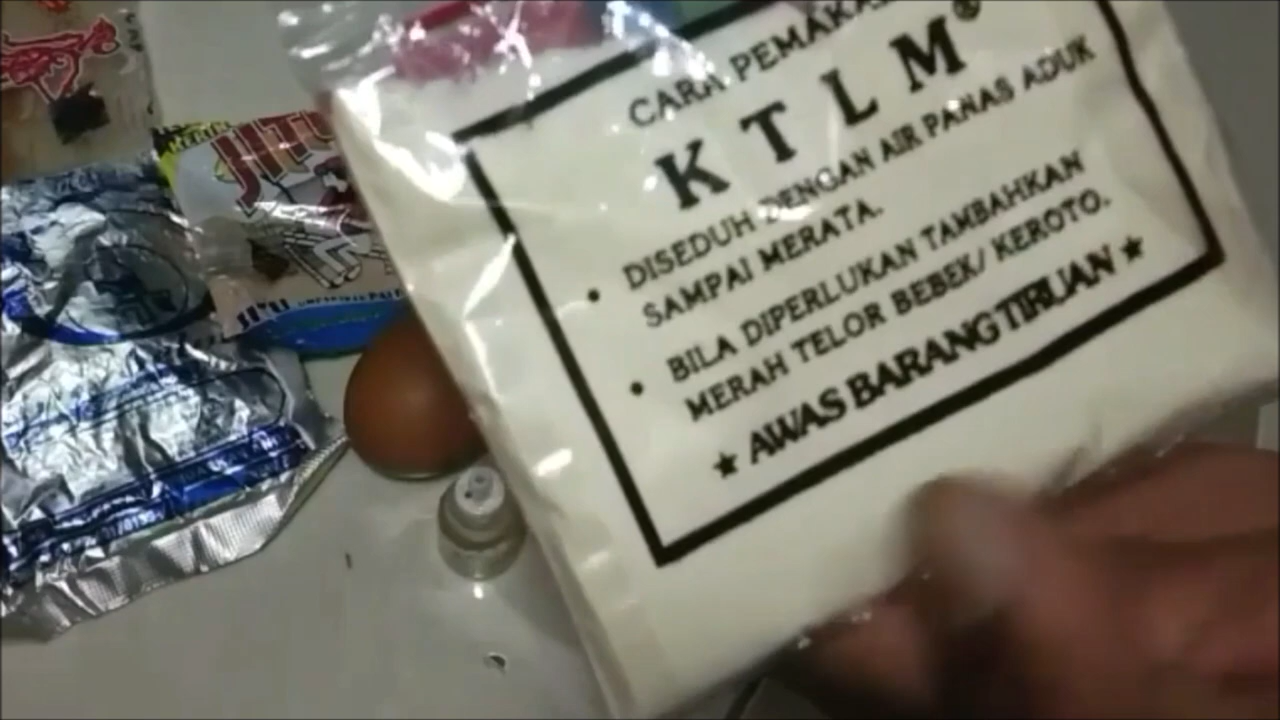 CARA PEMAKA
K T L M®
• DISEDUH DENGAN AIR PANAS ADUK
SAMPAI MERATA.
• BILA DIPERLUKAN TAMBAHKAN
MERAH TELOR BEBEK/ KEROTO.
★ AWAS BARANG TIRUAN ★
JITU